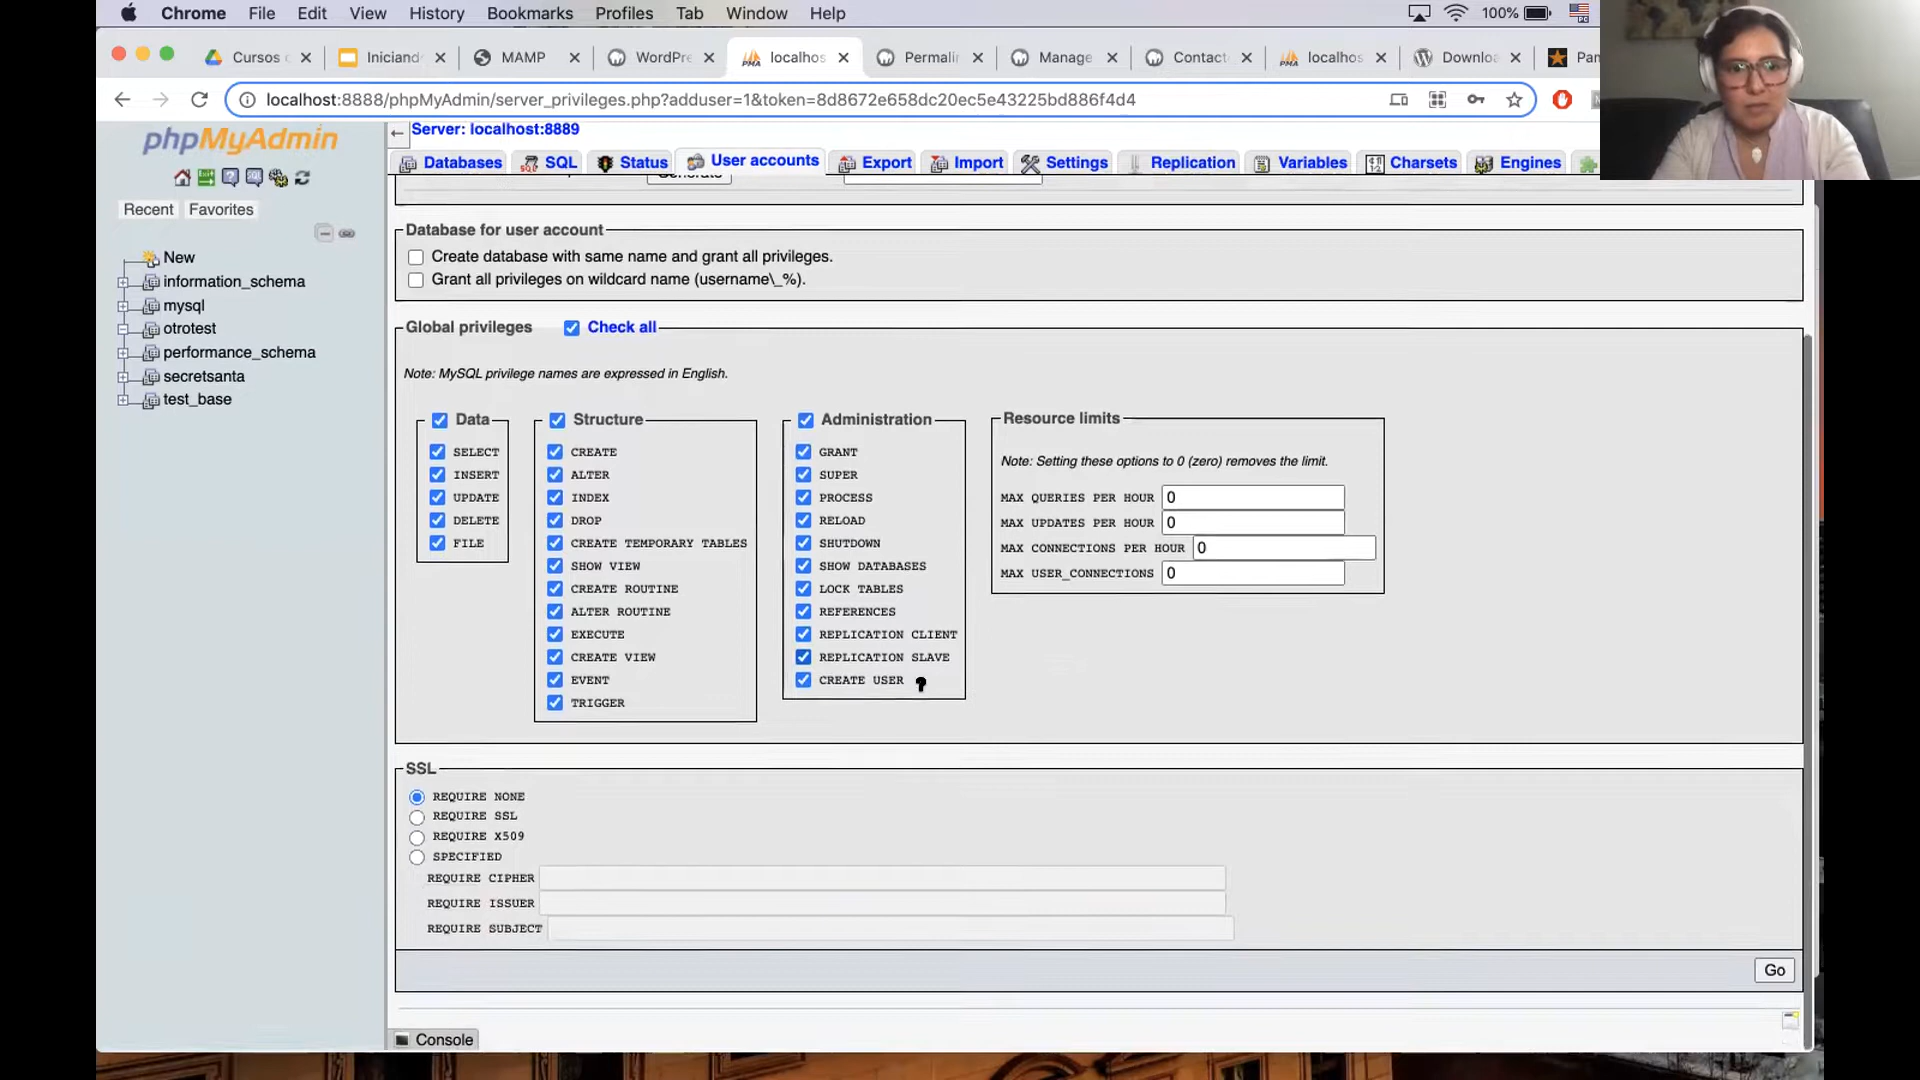 Chrome File Edit View History Bookmarks Profiles Tab Window Help 100%
Cursos Iniciand MAMP WordPre localhos Permalin Manage Contact localhos Downloa Pan
localhost:8888/phpMyAdmin/server_privileges.php?adduser=1&token=8d8672e658dc20ec5e43225bd886f4d4
phpMyAdmin
Recent Favorites
New
information_schema
mysql
otrotest
performance_schema
secretsanta
test_base
Server: localhost:8889
Databases SQL Status User accounts Export Import Settings Replication Variables Charsets Engines
Generate
Database for user account
Create database with same name and grant all privileges.
Grant all privileges on wildcard name (username\_%).
Global privileges Check all
Note: MySQL privilege names are expressed in English.
Data
SELECT
INSERT
UPDATE
DELETE
FILE
Structure
CREATE
ALTER
INDEX
DROP
CREATE TEMPORARY TABLES
SHOW VIEW
CREATE ROUTINE
ALTER ROUTINE
EXECUTE
CREATE VIEW
EVENT
TRIGGER
Administration
GRANT
SUPER
PROCESS
RELOAD
SHUTDOWN
SHOW DATABASES
LOCK TABLES
REFERENCES
REPLICATION CLIENT
REPLICATION SLAVE
CREATE USER
Resource limits
Note: Setting these options to 0 (zero) removes the limit.
MAX QUERIES PER HOUR 0
MAX UPDATES PER HOUR 0
MAX CONNECTIONS PER HOUR 0
MAX USER_CONNECTIONS 0
SSL
REQUIRE NONE
REQUIRE SSL
REQUIRE X509
SPECIFIED
REQUIRE CIPHER
REQUIRE ISSUER
REQUIRE SUBJECT
Go
Console